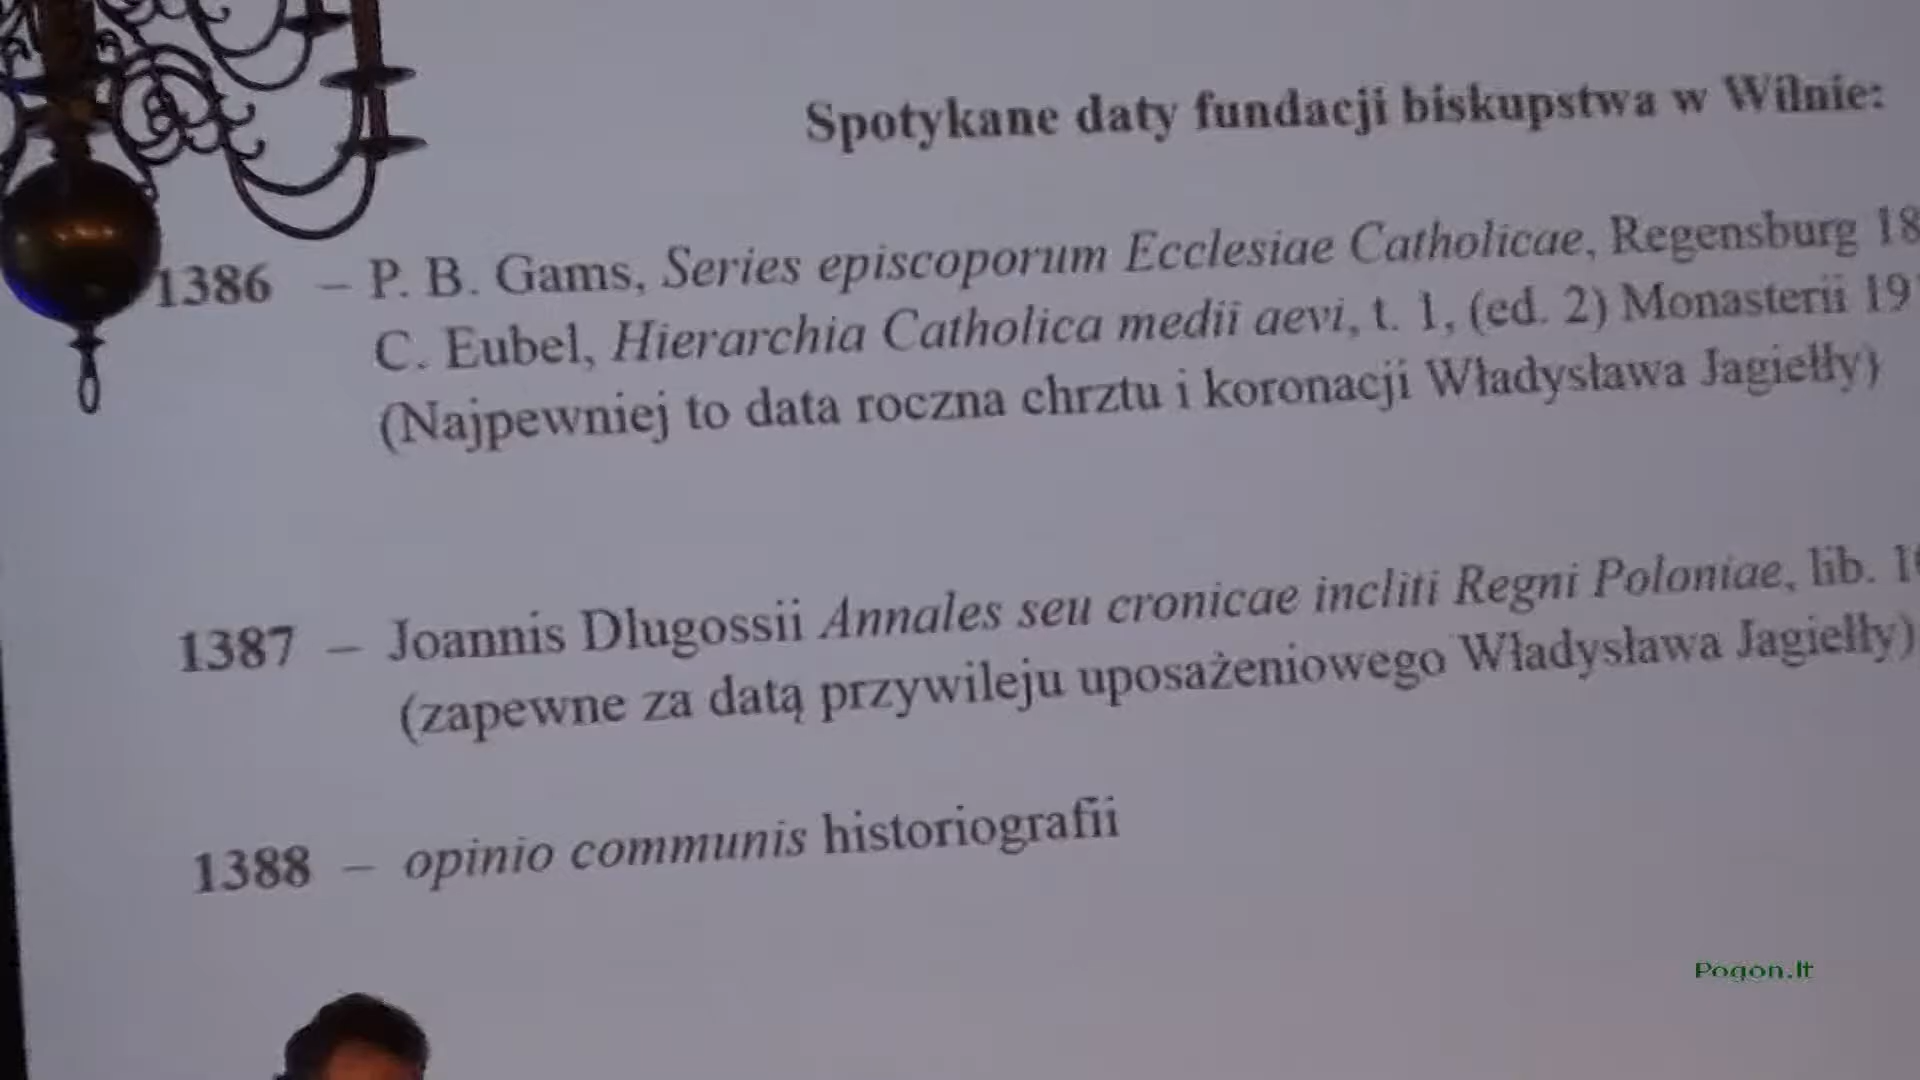 Spotykane daty fundacji biskupstwa w Wilnie:
1386 – P. B. Gams, Series episcoporum Ecclesiae Catholicae, Regensburg 18
C. Eubel, Hierarchia Catholica medii aevi, t. 1, (ed. 2) Monasterii 19
(Najpewniej to data roczna chrztu i koronacji Władysława Jagiełły)
1387 – Joannis Dlugossii Annales seu cronicae incliti Regni Poloniae, lib.
(zapewne za datą przywileju uposażeniowego Władysława Jagiełły)
1388 – opinio communis historiografii
Pogon.lt